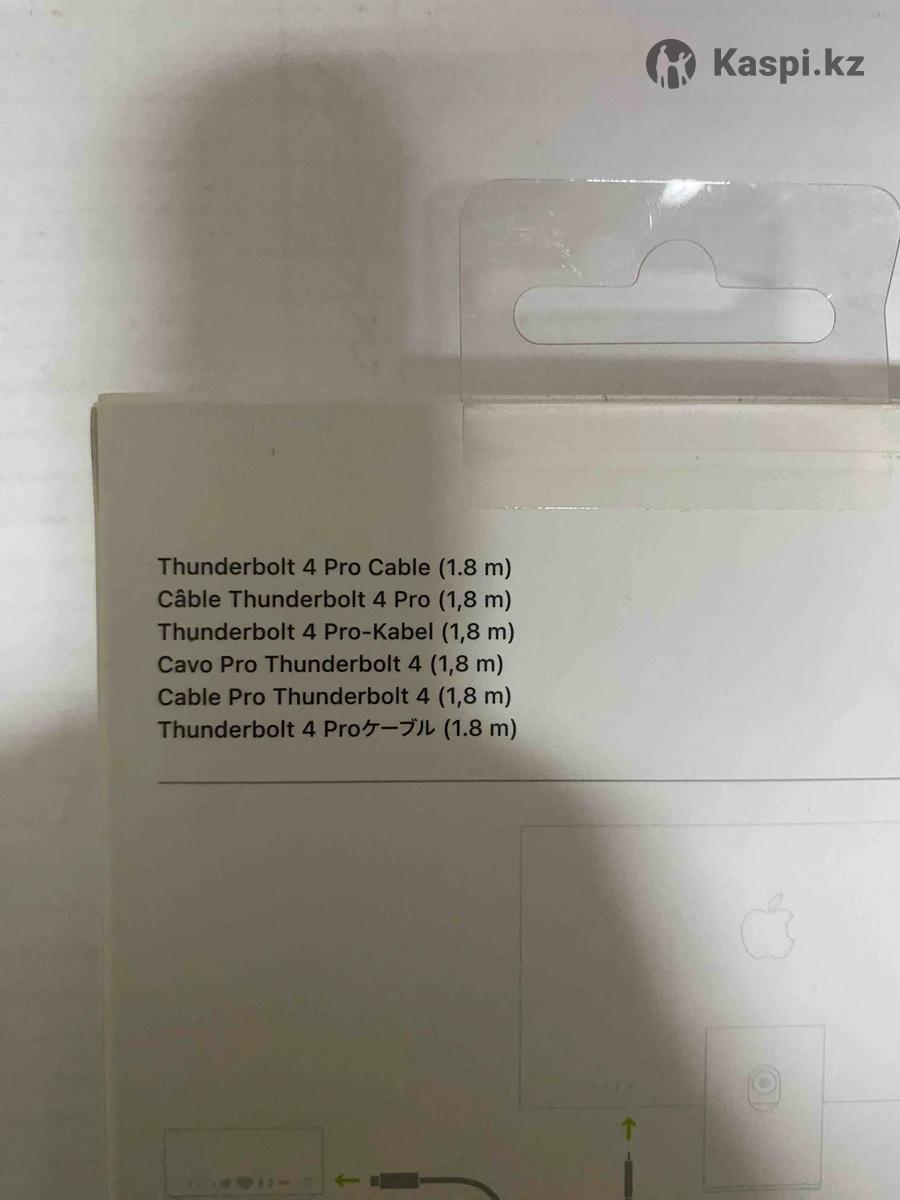 Kaspi.kz
Thunderbolt 4 Pro Cable (1.8 m)
Câble Thunderbolt 4 Pro (1,8 m)
Thunderbolt 4 Pro-Kabel (1,8 m)
Cavo Pro Thunderbolt 4 (1,8 m)
Cable Pro Thunderbolt 4 (1,8 m)
Thunderbolt 4 Proケーブル (1.8 m)